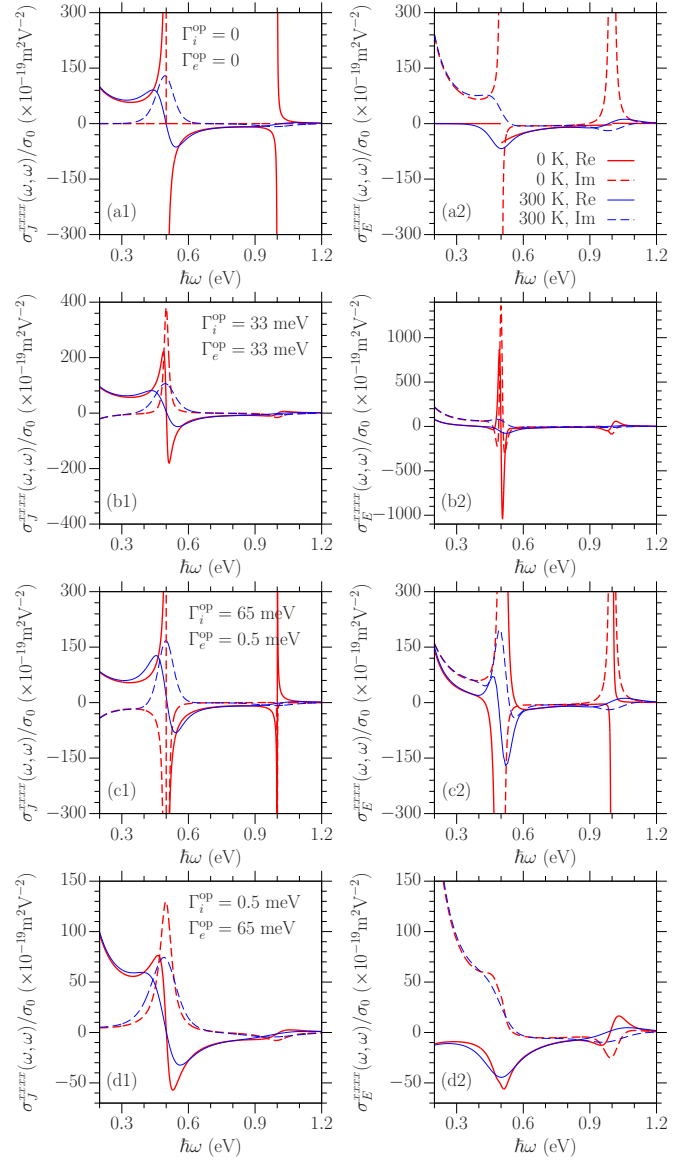 300
150
0
−150
−300
0.3 0.6 0.9 1.2
σ_J^{xxxx}(ω, ω)/σ_0 (×10^{−19}m^2V^{−2})
ħω (eV)
Γ_i^{op} = 0
Γ_e^{op} = 0
(a1)
300
150
0
−150
−300
0.3 0.6 0.9 1.2
σ_E^{xxxx}(ω, ω)/σ_0 (×10^{−19}m^2V^{−2})
ħω (eV)
0 K, Re
0 K, Im
300 K, Re
300 K, Im
(a2)
400
200
0
−200
−400
0.3 0.6 0.9 1.2
σ_J^{xxxx}(ω, ω)/σ_0 (×10^{−19}m^2V^{−2})
ħω (eV)
Γ_i^{op} = 33 meV
Γ_e^{op} = 33 meV
(b1)
1000
500
0
−500
−1000
0.3 0.6 0.9 1.2
σ_E^{xxxx}(ω, ω)/σ_0 (×10^{−19}m^2V^{−2})
ħω (eV)
(b2)
300
150
0
−150
−300
0.3 0.6 0.9 1.2
σ_J^{xxxx}(ω, ω)/σ_0 (×10^{−19}m^2V^{−2})
ħω (eV)
Γ_i^{op} = 65 meV
Γ_e^{op} = 0.5 meV
(c1)
300
150
0
−150
−300
0.3 0.6 0.9 1.2
σ_E^{xxxx}(ω, ω)/σ_0 (×10^{−19}m^2V^{−2})
ħω (eV)
(c2)
150
100
50
0
−50
0.3 0.6 0.9 1.2
σ_J^{xxxx}(ω, ω)/σ_0 (×10^{−19}m^2V^{−2})
ħω (eV)
Γ_i^{op} = 0.5 meV
Γ_e^{op} = 65 meV
(d1)
150
100
50
0
−50
0.3 0.6 0.9 1.2
σ_E^{xxxx}(ω, ω)/σ_0 (×10^{−19}m^2V^{−2})
ħω (eV)
(d2)